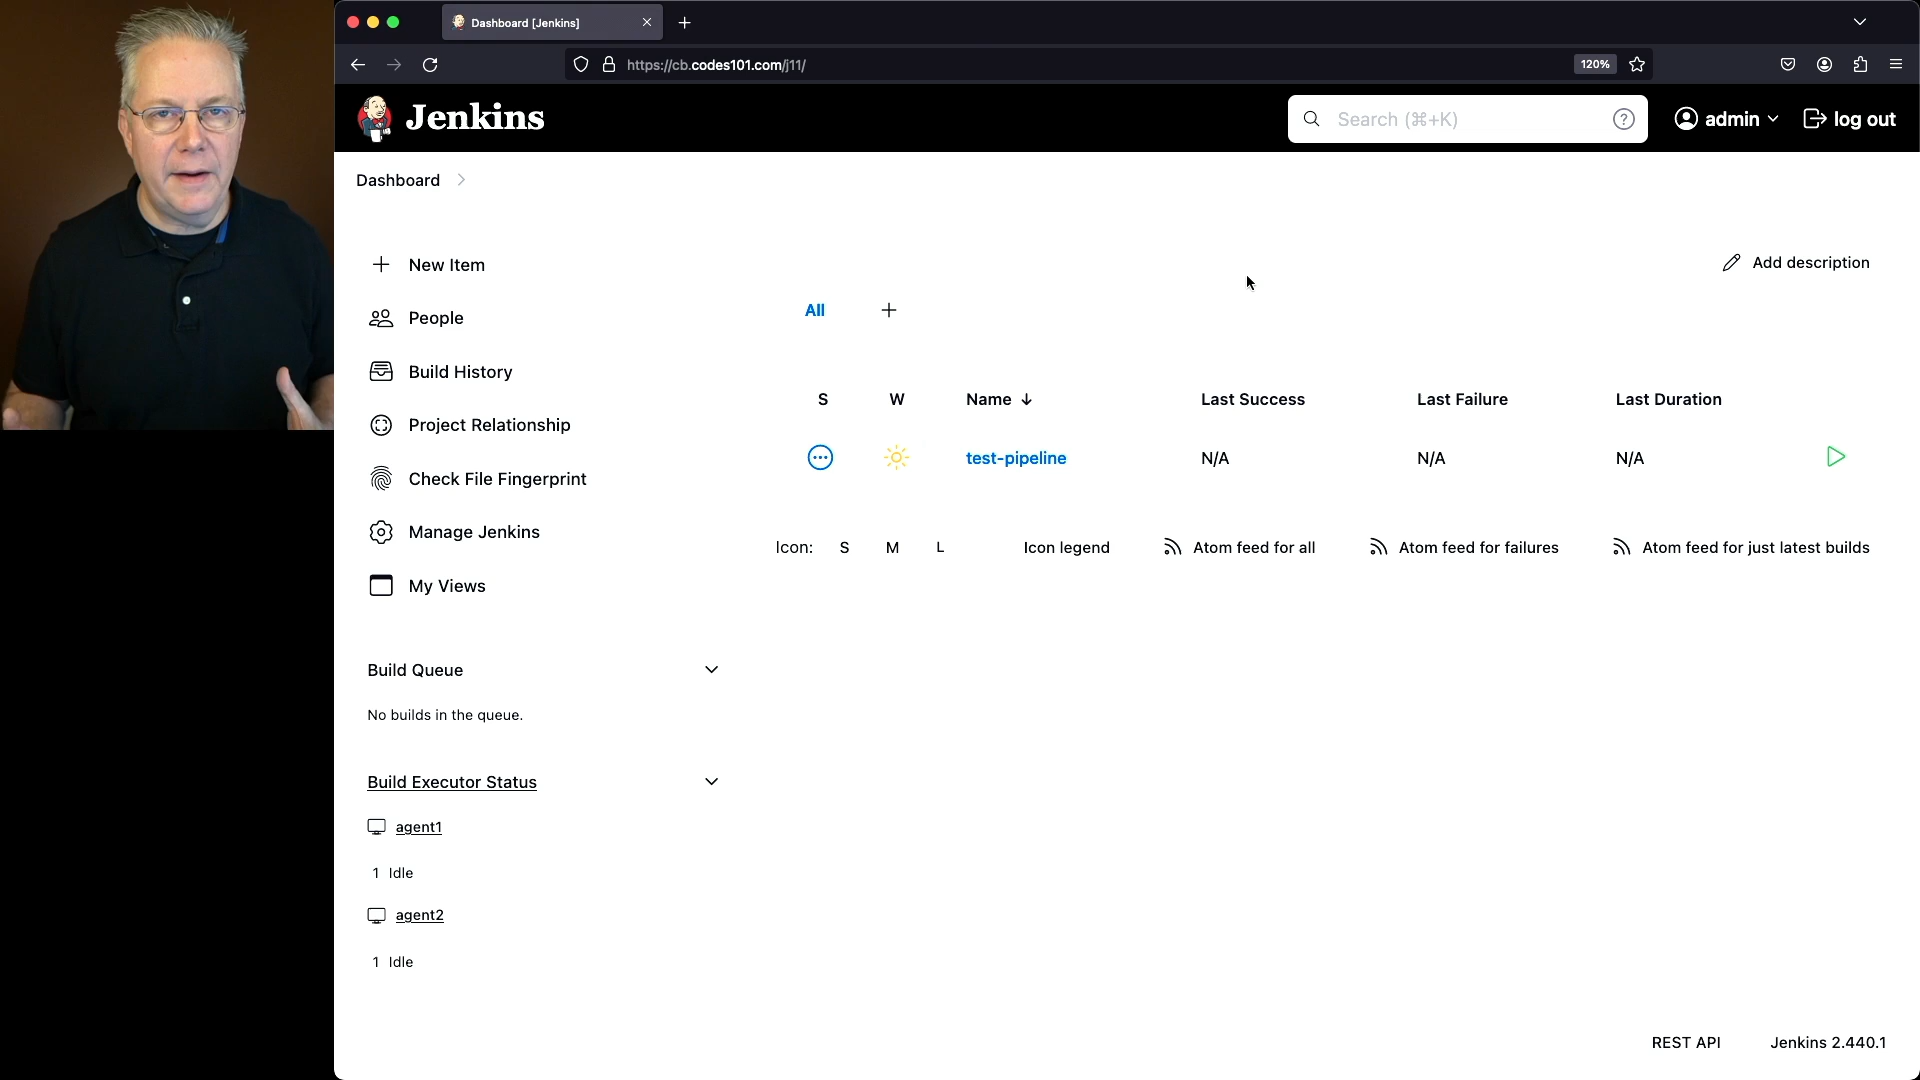 Dashboard [Jenkins]
https://cb.codes101.com/j11/
120%
Jenkins
Search (⌘+K)
admin
log out
Dashboard
New Item
Add description
People
All
Build History
S W Name ↓ Last Success Last Failure Last Duration
Project Relationship
test-pipeline N/A N/A N/A
Check File Fingerprint
Manage Jenkins
Icon: S M L Icon legend Atom feed for all Atom feed for failures Atom feed for just latest builds
My Views
Build Queue
No builds in the queue.
Build Executor Status
agent1
1 Idle
agent2
1 Idle
REST API Jenkins 2.440.1